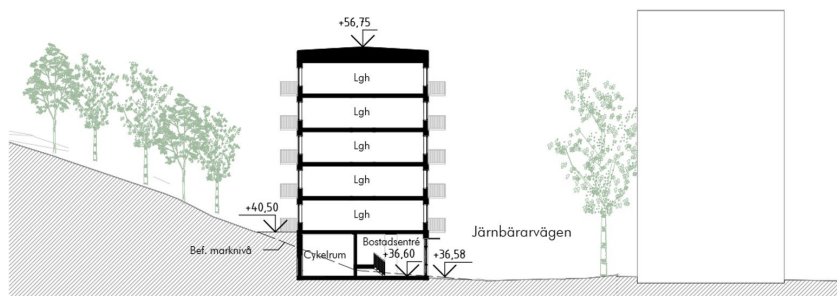 +56,75
Lgh
Lgh
Lgh
Lgh
Lgh
+40,50
Bef. marknivå
Cykelrum
Bostadsentré
+36,60
+36,58
Järnbärarvägen